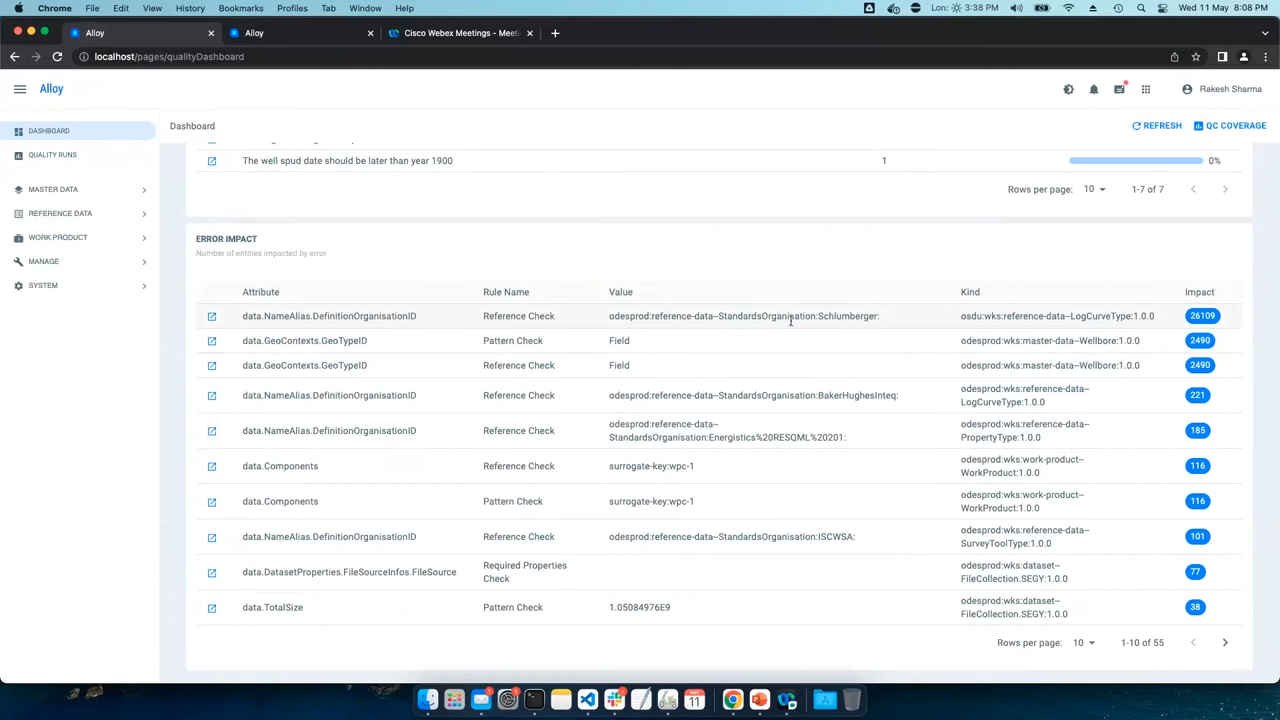 Chrome File Edit View History Bookmarks Profiles Tab Window Help Lon: 3:38 PM Wed 11 May 8:08 PM
Alloy Alloy Cisco Webex Meetings - Meeti
localhost/pages/qualityDashboard
Alloy Rakesh Sharma
DASHBOARD
QUALITY RUNS
MASTER DATA
REFERENCE DATA
WORK PRODUCT
MANAGE
SYSTEM
Dashboard REFRESH QC COVERAGE
The well spud date should be later than year 1900 1 0%
Rows per page: 10 1-7 of 7
ERROR IMPACT
Number of entities impacted by error
Attribute Rule Name Value Kind Impact
data.NameAlias.DefinitionOrganisationID Reference Check odesprod:reference-data--StandardsOrganisation:Schlumberger: osdu:wks:reference-data--LogCurveType:1.0.0 26109
data.GeoContexts.GeoTypeID Pattern Check Field odesprod:wks:master-data--Wellbore:1.0.0 2490
data.GeoContexts.GeoTypeID Reference Check Field odesprod:wks:master-data--Wellbore:1.0.0 2490
data.NameAlias.DefinitionOrganisationID Reference Check odesprod:reference-data--StandardsOrganisation:BakerHughesInteq: odesprod:wks:reference-data--
LogCurveType:1.0.0 221
data.NameAlias.DefinitionOrganisationID Reference Check odesprod:reference-data--
StandardsOrganisation:Energistics%20RESQML%20201: odesprod:wks:reference-data--
PropertyType:1.0.0 185
data.Components Reference Check surrogate-key:wpc-1 odesprod:wks:work-product--
WorkProduct:1.0.0 116
data.Components Pattern Check surrogate-key:wpc-1 odesprod:wks:work-product--
WorkProduct:1.0.0 116
data.NameAlias.DefinitionOrganisationID Reference Check odesprod:reference-data--StandardsOrganisation:ISCWSA: odesprod:wks:reference-data--
SurveyToolType:1.0.0 101
data.DatasetProperties.FileSourceInfos.FileSource Required Properties
Check odesprod:wks:dataset--
FileCollection.SEGY:1.0.0 77
data.TotalSize Pattern Check 1.05084976E9 odesprod:wks:dataset--
FileCollection.SEGY:1.0.0 38
Rows per page: 10 1-10 of 55